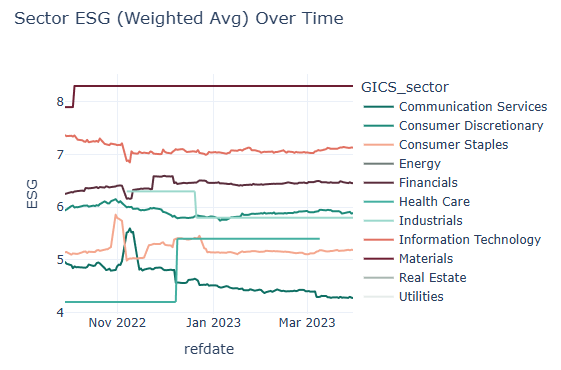 Sector ESG (Weighted Avg) Over Time
GICS_sector
Communication Services
Consumer Discretionary
Consumer Staples
Energy
Financials
Health Care
Industrials
Information Technology
Materials
Real Estate
Utilities
ESG
8
7
6
5
4
Nov 2022
Jan 2023
Mar 2023
refdate